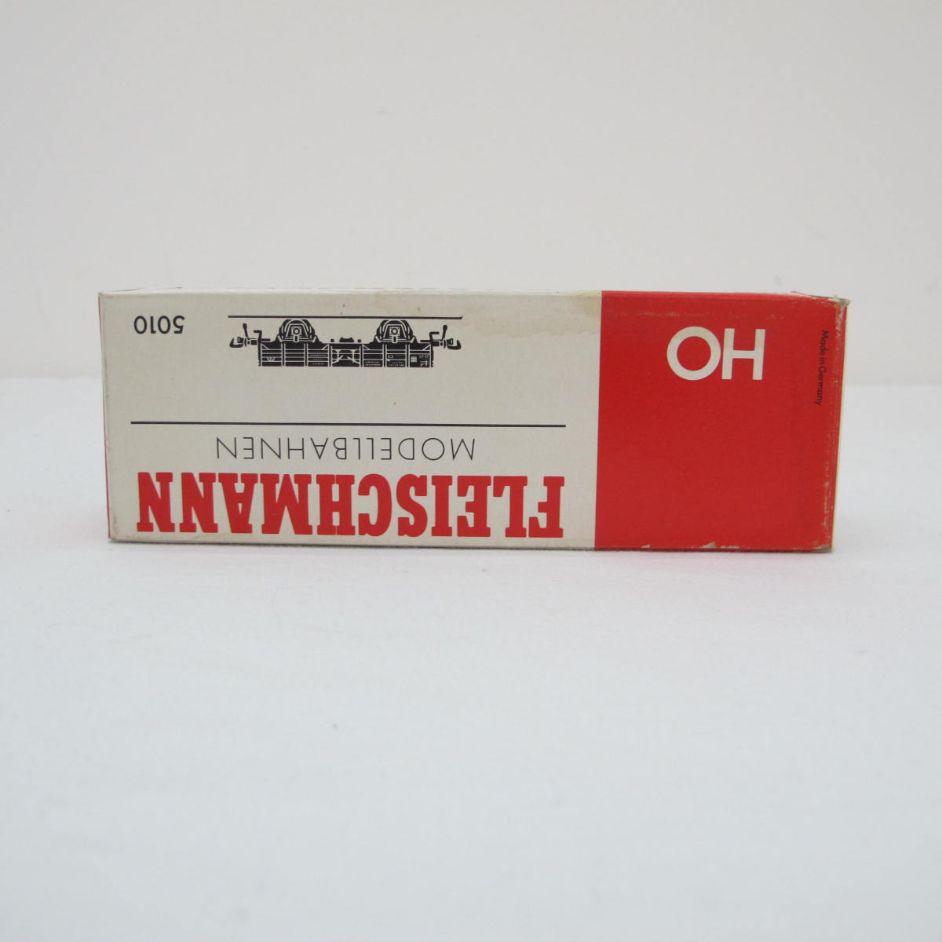 FLEISCHMANN
MODELLBAHNEN
5010
HO
Made in Germany